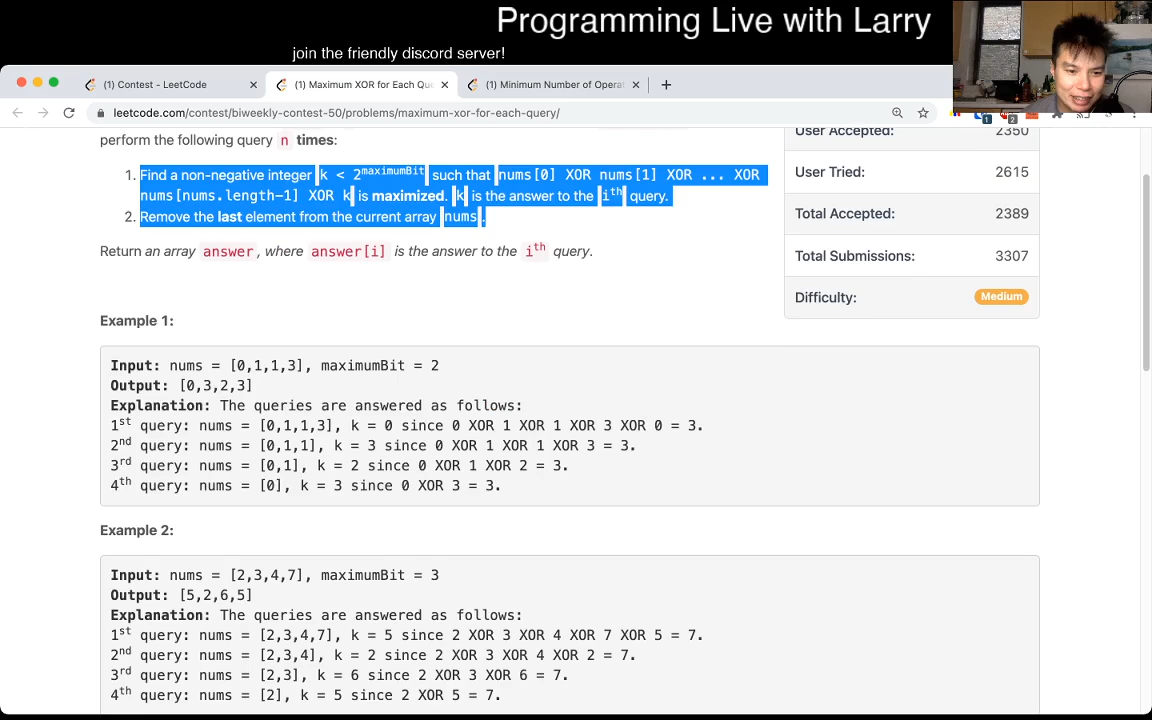 Programming Live with Larry
join the friendly discord server!
(1) Contest - LeetCode
(1) Maximum XOR for Each Que
(1) Minimum Number of Operat
leetcode.com/contest/biweekly-contest-50/problems/maximum-xor-for-each-query/
perform the following query n times:
1. Find a non-negative integer k < 2^maximumBit such that nums[0] XOR nums[1] XOR ... XOR
nums[nums.length-1] XOR k is maximized. k is the answer to the i^th query.
2. Remove the last element from the current array nums.
Return an array answer, where answer[i] is the answer to the i^th query.
User Accepted: 2350
User Tried: 2615
Total Accepted: 2389
Total Submissions: 3307
Difficulty: Medium
Example 1:
Input: nums = [0,1,1,3], maximumBit = 2
Output: [0,3,2,3]
Explanation: The queries are answered as follows:
1st query: nums = [0,1,1,3], k = 0 since 0 XOR 1 XOR 1 XOR 3 XOR 0 = 3.
2nd query: nums = [0,1,1], k = 3 since 0 XOR 1 XOR 1 XOR 3 = 3.
3rd query: nums = [0,1], k = 2 since 0 XOR 1 XOR 2 = 3.
4th query: nums = [0], k = 3 since 0 XOR 3 = 3.
Example 2:
Input: nums = [2,3,4,7], maximumBit = 3
Output: [5,2,6,5]
Explanation: The queries are answered as follows:
1st query: nums = [2,3,4,7], k = 5 since 2 XOR 3 XOR 4 XOR 7 XOR 5 = 7.
2nd query: nums = [2,3,4], k = 2 since 2 XOR 3 XOR 4 XOR 2 = 7.
3rd query: nums = [2,3], k = 6 since 2 XOR 3 XOR 6 = 7.
4th query: nums = [2], k = 5 since 2 XOR 5 = 7.